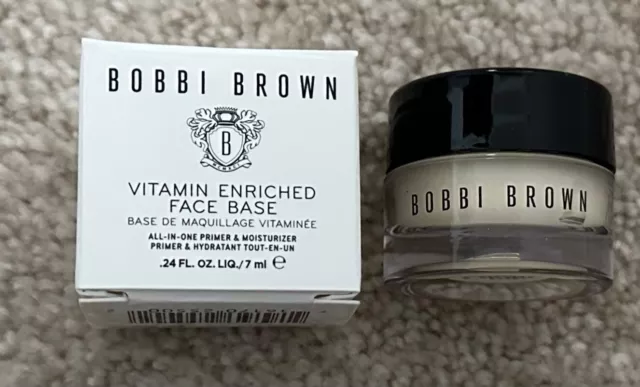 BOBBI BROWN
B
VITAMIN ENRICHED
FACE BASE
BASE DE MAQUILLAGE VITAMINÉE
ALL-IN-ONE PRIMER & MOISTURIZER
PRIMER & HYDRATANT TOUT-EN-UN
.24 FL. OZ. LIQ./7 ml ℮
BOBBI BROWN